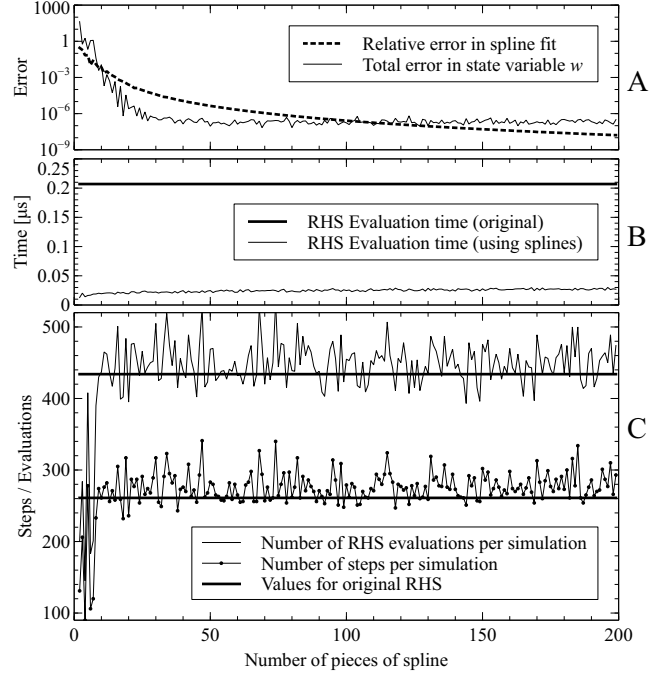 1000
1
10⁻³
10⁻⁶
10⁻⁹
Error
Relative error in spline fit
Total error in state variable w
A
0.25
0.2
0.15
0.1
0.05
0
Time [μs]
RHS Evaluation time (original)
RHS Evaluation time (using splines)
B
500
400
300
200
100
Steps / Evaluations
Number of RHS evaluations per simulation
Number of steps per simulation
Values for original RHS
C
0 50 100 150 200
Number of pieces of spline